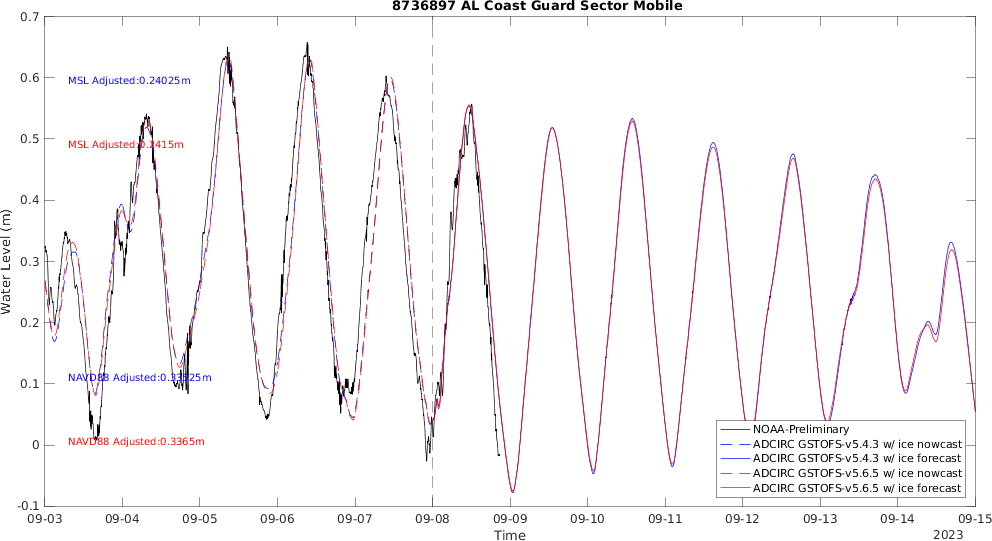 8736897 AL Coast Guard Sector Mobile
0.7
0.6
0.5
0.4
0.3
0.2
0.1
0
-0.1
Water Level (m)
MSL Adjusted:0.24025m
MSL Adjusted:0.2415m
NAVD88 Adjusted:0.33525m
NAVD88 Adjusted:0.3365m
NOAA-Preliminary
ADCIRC GSTOFS-v5.4.3 w/ ice nowcast
ADCIRC GSTOFS-v5.4.3 w/ ice forecast
ADCIRC GSTOFS-v5.6.5 w/ ice nowcast
ADCIRC GSTOFS-v5.6.5 w/ ice forecast
09-03 09-04 09-05 09-06 09-07 09-08 09-09 09-10 09-11 09-12 09-13 09-14 09-15
Time
2023